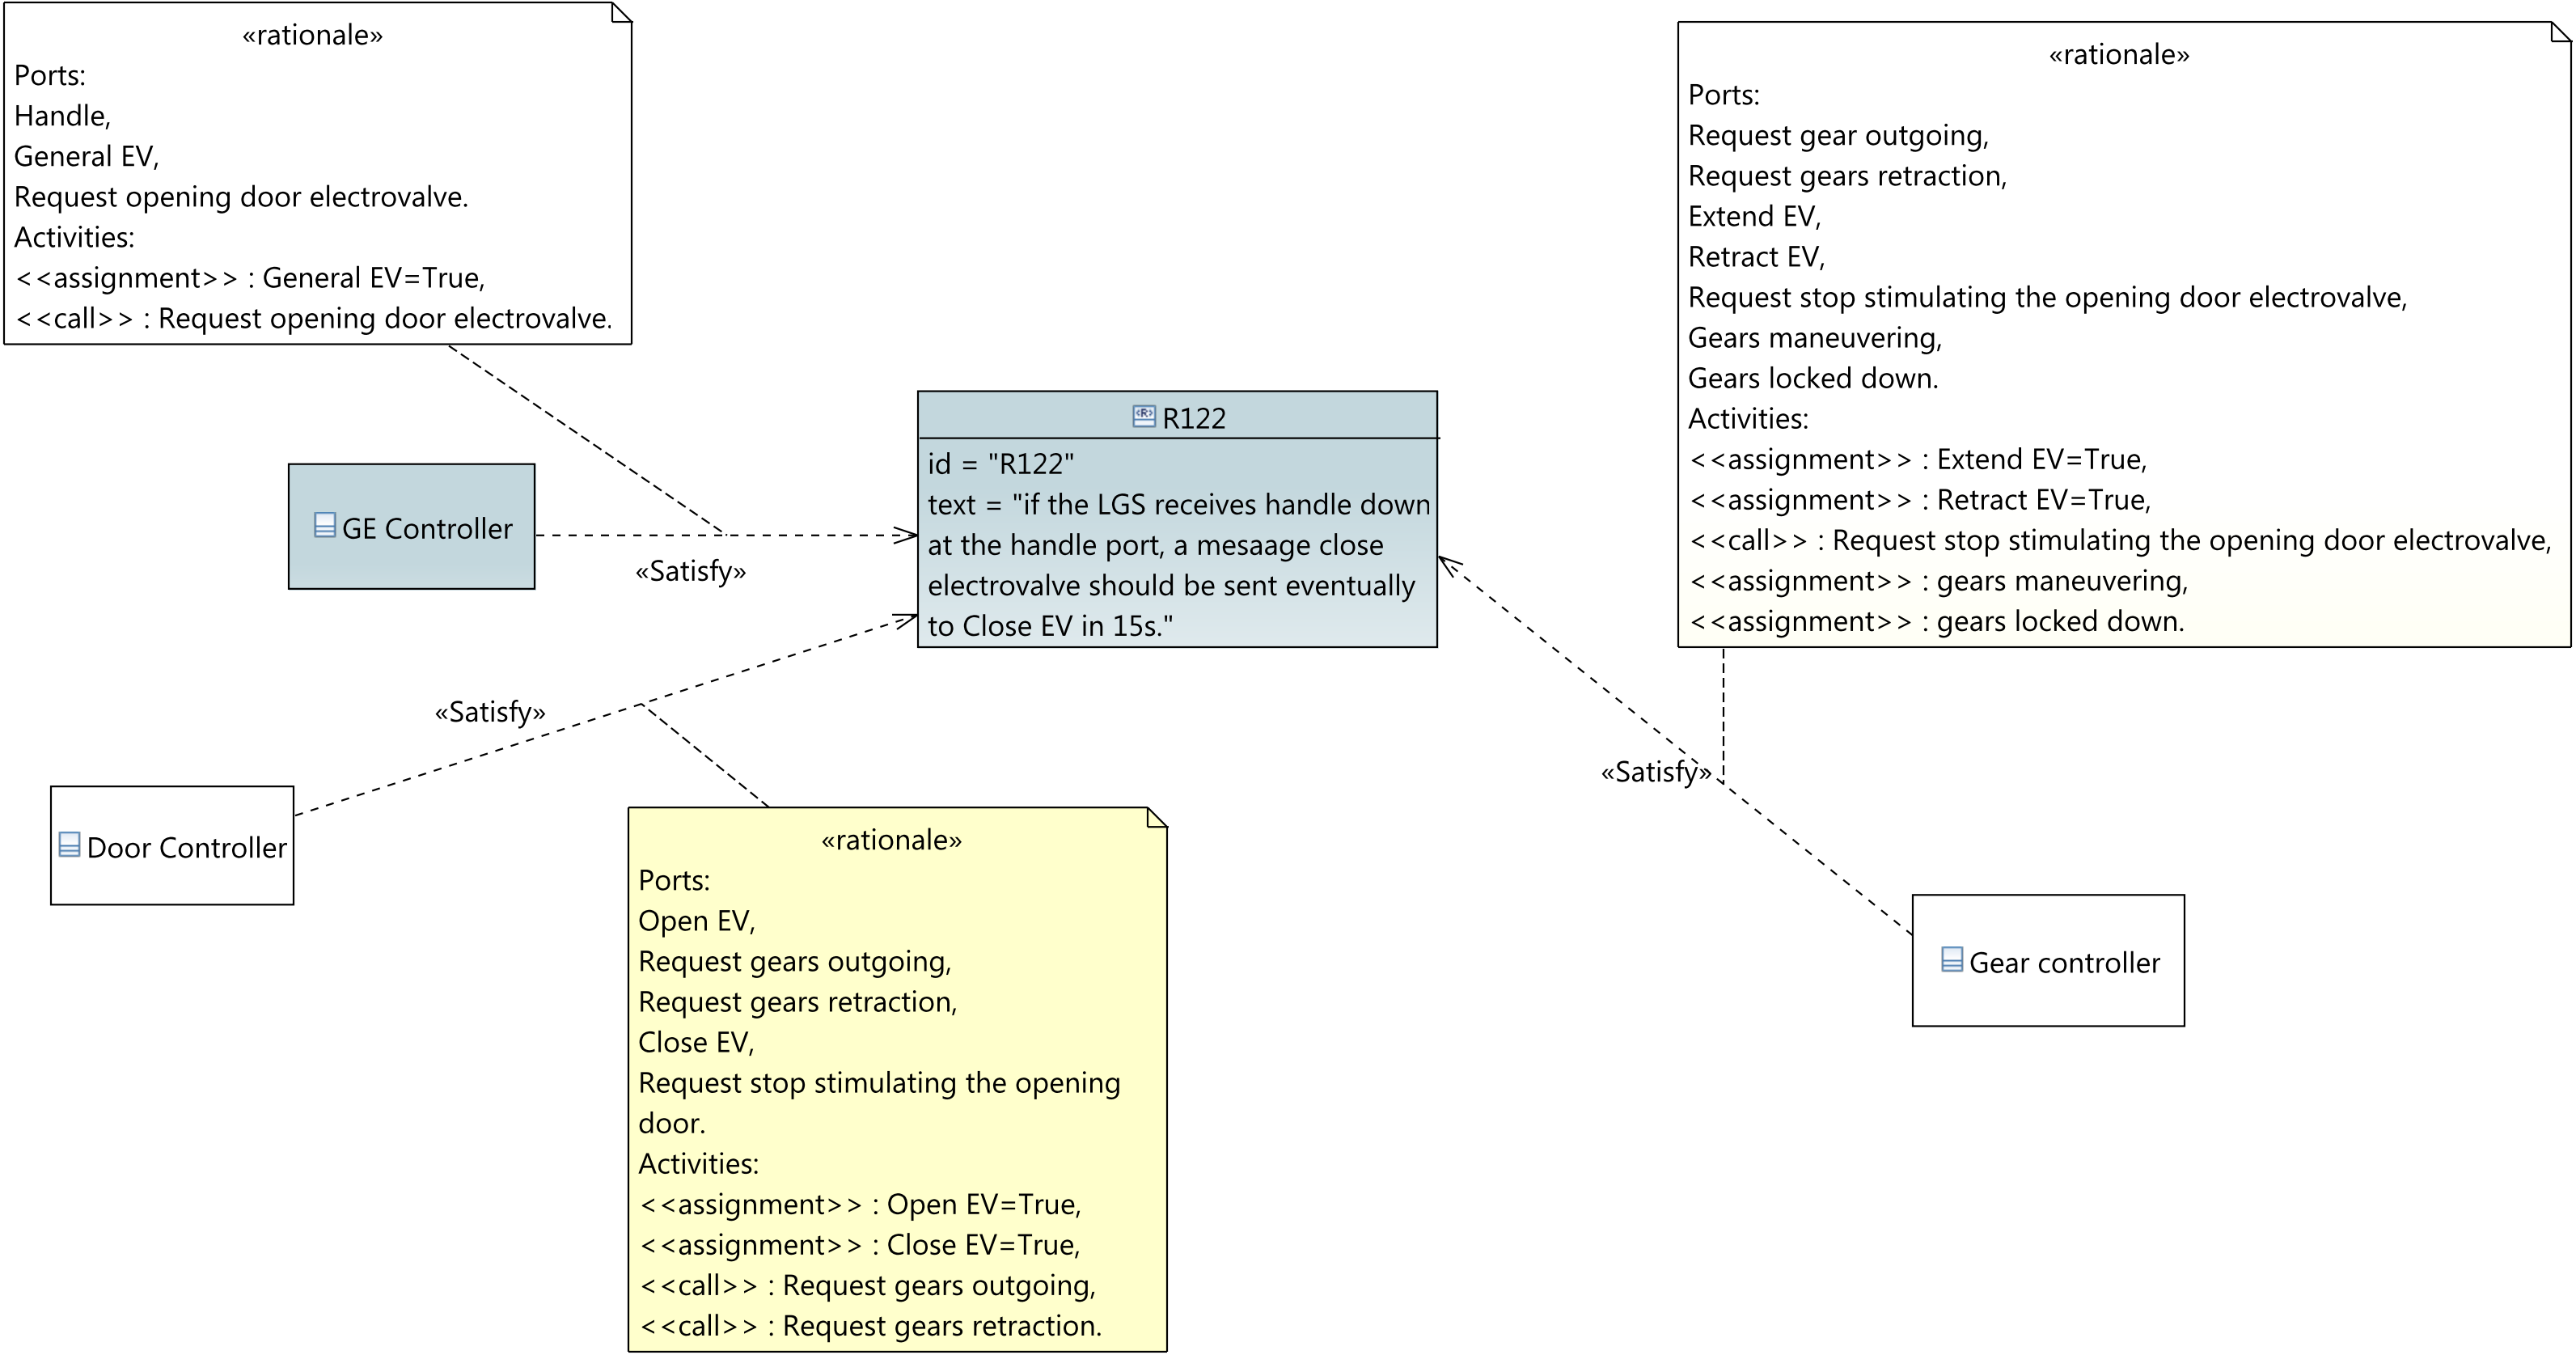 «rationale»
Ports:
Handle,
General EV,
Request opening door electrovalve.
Activities:
<<assignment>> : General EV=True,
<<call>> : Request opening door electrovalve.
«rationale»
Ports:
Request gear outgoing,
Request gears retraction,
Extend EV,
Retract EV,
Request stop stimulating the opening door electrovalve,
Gears maneuvering,
Gears locked down.
Activities:
<<assignment>> : Extend EV=True,
<<assignment>> : Retract EV=True,
<<call>> : Request stop stimulating the opening door electrovalve,
<<assignment>> : gears maneuvering,
<<assignment>> : gears locked down.
«R» R122
id = "R122"
text = "if the LGS receives handle down
at the handle port, a mesaage close
electrovalve should be sent eventually
to Close EV in 15s."
GE Controller
«Satisfy»
«Satisfy»
«Satisfy»
Door Controller
Gear controller
«rationale»
Ports:
Open EV,
Request gears outgoing,
Request gears retraction,
Close EV,
Request stop stimulating the opening
door.
Activities:
<<assignment>> : Open EV=True,
<<assignment>> : Close EV=True,
<<call>> : Request gears outgoing,
<<call>> : Request gears retraction.